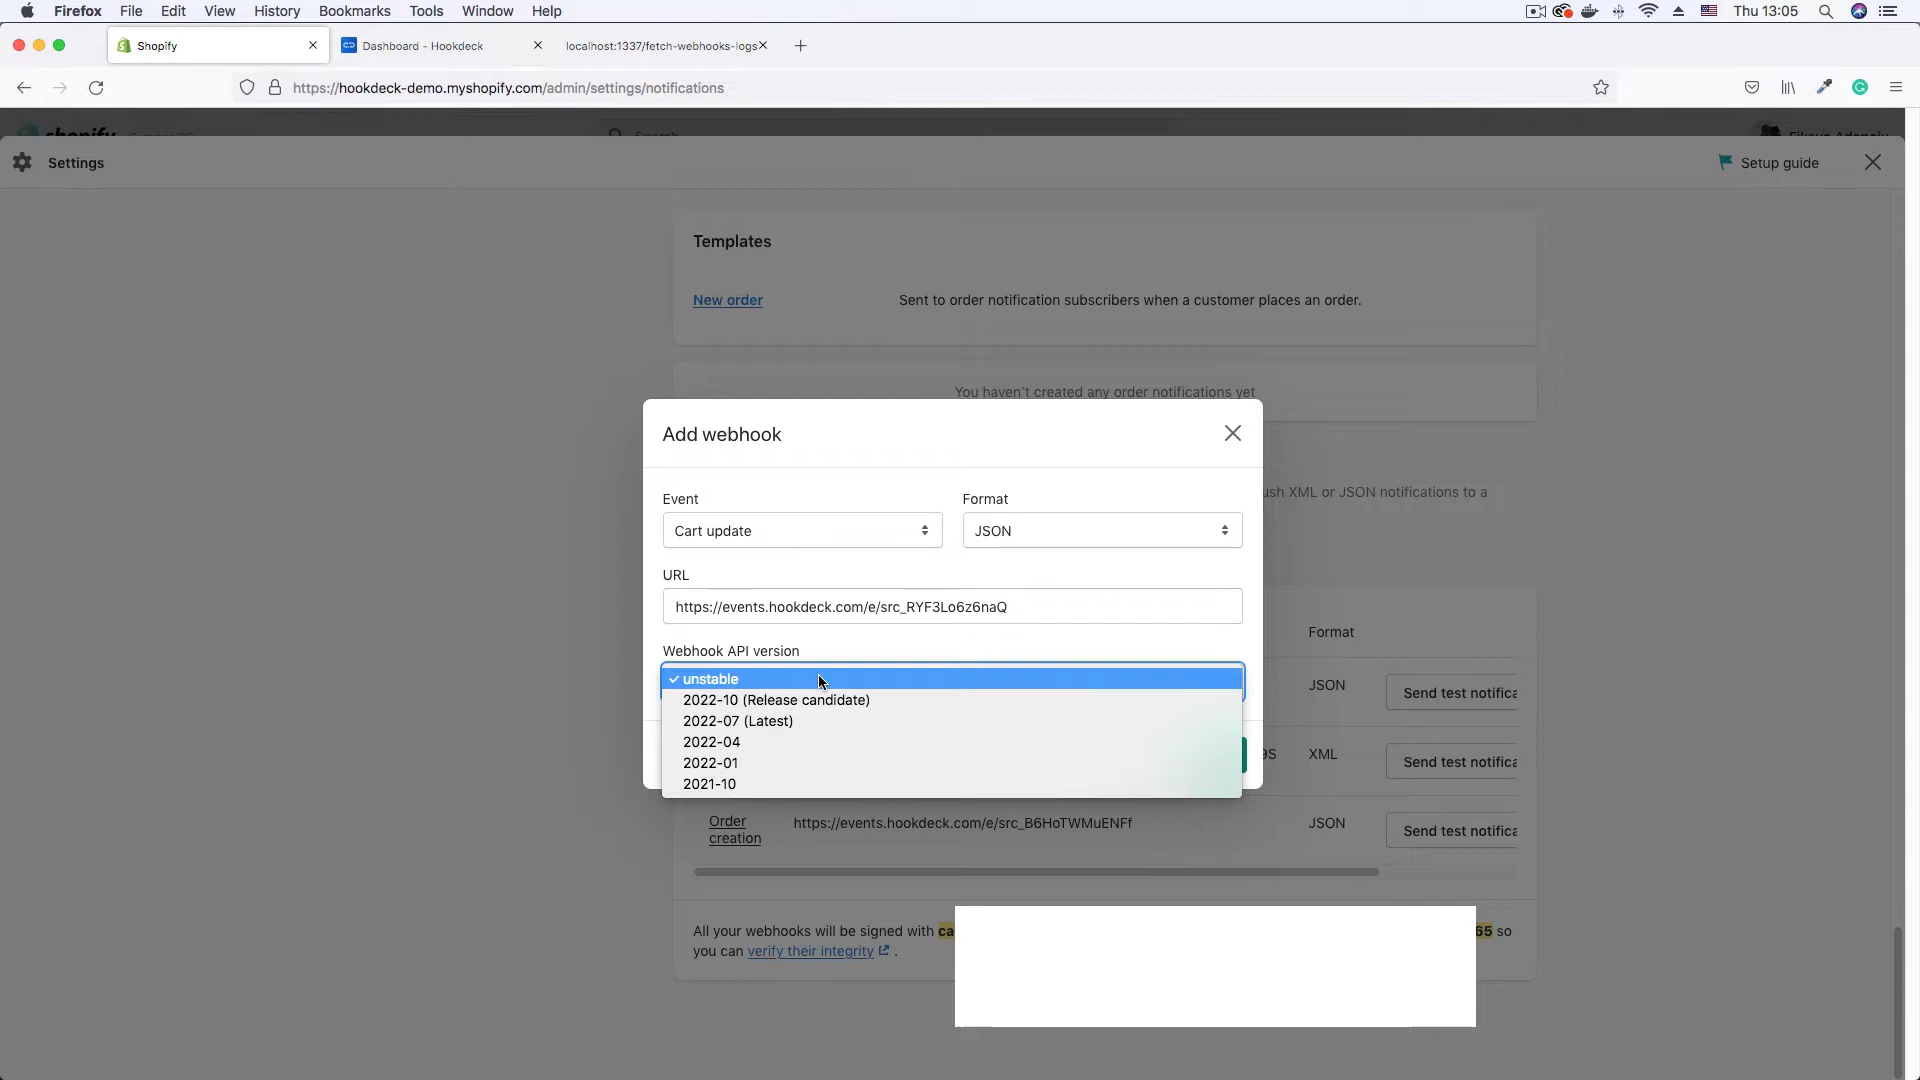 Firefox File Edit View History Bookmarks Tools Window Help Thu 13:05
Shopify Dashboard - Hookdeck localhost:1337/fetch-webhooks-logs
https://hookdeck-demo.myshopify.com/admin/settings/notifications
shopify Search
Settings Setup guide
Templates
New order Sent to order notification subscribers when a customer places an order.
You haven't created any order notifications yet
Add webhook
Event Format
ush XML or JSON notifications to a
Cart update JSON
URL
https://events.hookdeck.com/e/src_RYF3Lo6z6naQ
Format
Webhook API version
unstable
JSON Send test notifica
2022-10 (Release candidate)
2022-07 (Latest)
2022-04
9S XML Send test notifica
2022-01
2021-10
Order
creation https://events.hookdeck.com/e/src_B6HoTWMuENFf JSON Send test notifica
All your webhooks will be signed with ca 65 so
you can verify their integrity .